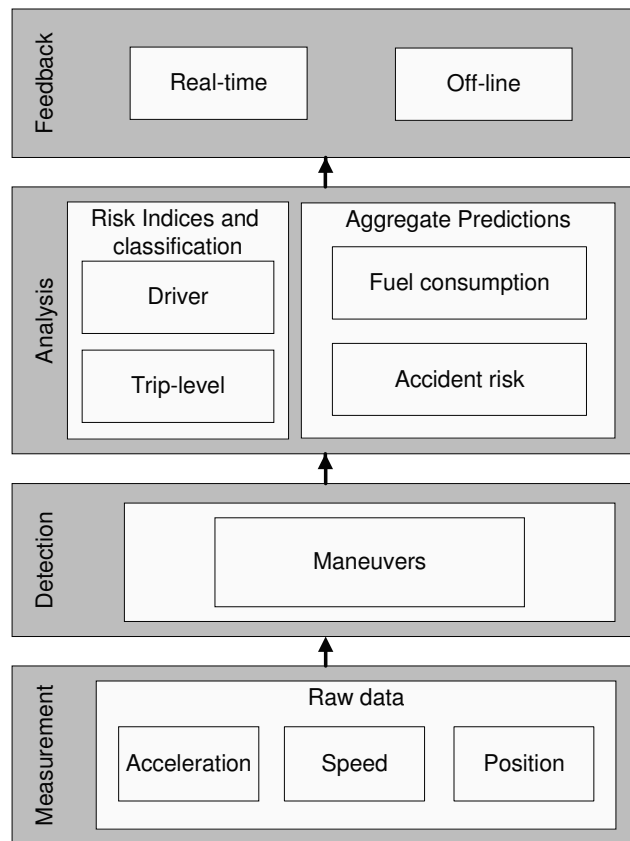 Feedback
Real-time
Off-line
Analysis
Risk Indices and
classification
Driver
Trip-level
Aggregate Predictions
Fuel consumption
Accident risk
Detection
Maneuvers
Measurement
Raw data
Acceleration
Speed
Position